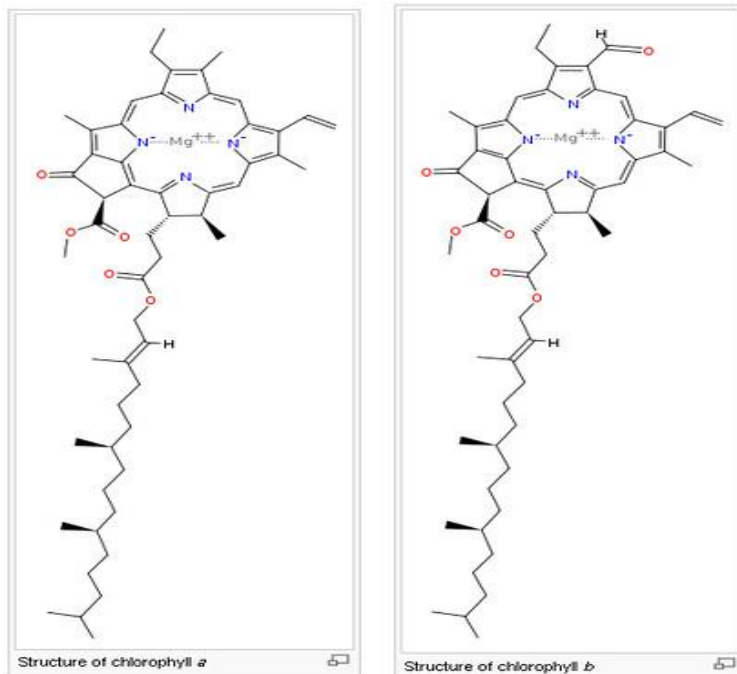 N
N⁻
Mg++
N⁻
N
O
O
O
O
O
H
Structure of chlorophyll a
H
O
N
N⁻
Mg++
N⁻
N
O
O
O
O
O
H
Structure of chlorophyll b